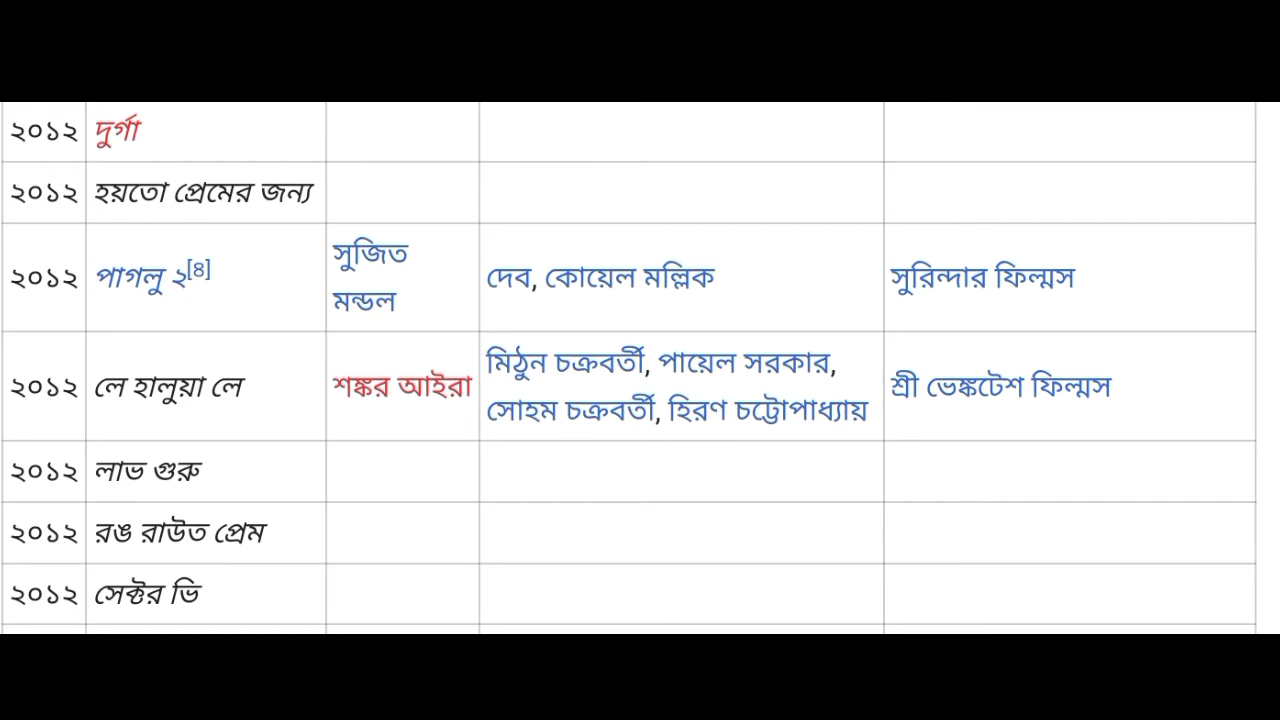 ২০১২ দুর্গা
২০১২ হয়তো প্রেমের জন্য
২০১২ পাগলু ২[৪] সুজিত মন্ডল দেব, কোয়েল মল্লিক সুরিন্দার ফিল্মস
২০১২ লে হালুয়া লে শঙ্কর আইরা মিঠুন চক্রবর্তী, পায়েল সরকার,
সোহম চক্রবর্তী, হিরণ চট্টোপাধ্যায় শ্রী ভেঙ্কটেশ ফিল্মস
২০১২ লাভ গুরু
২০১২ রঙ রাউত প্রেম
২০১২ সেক্টর ভি